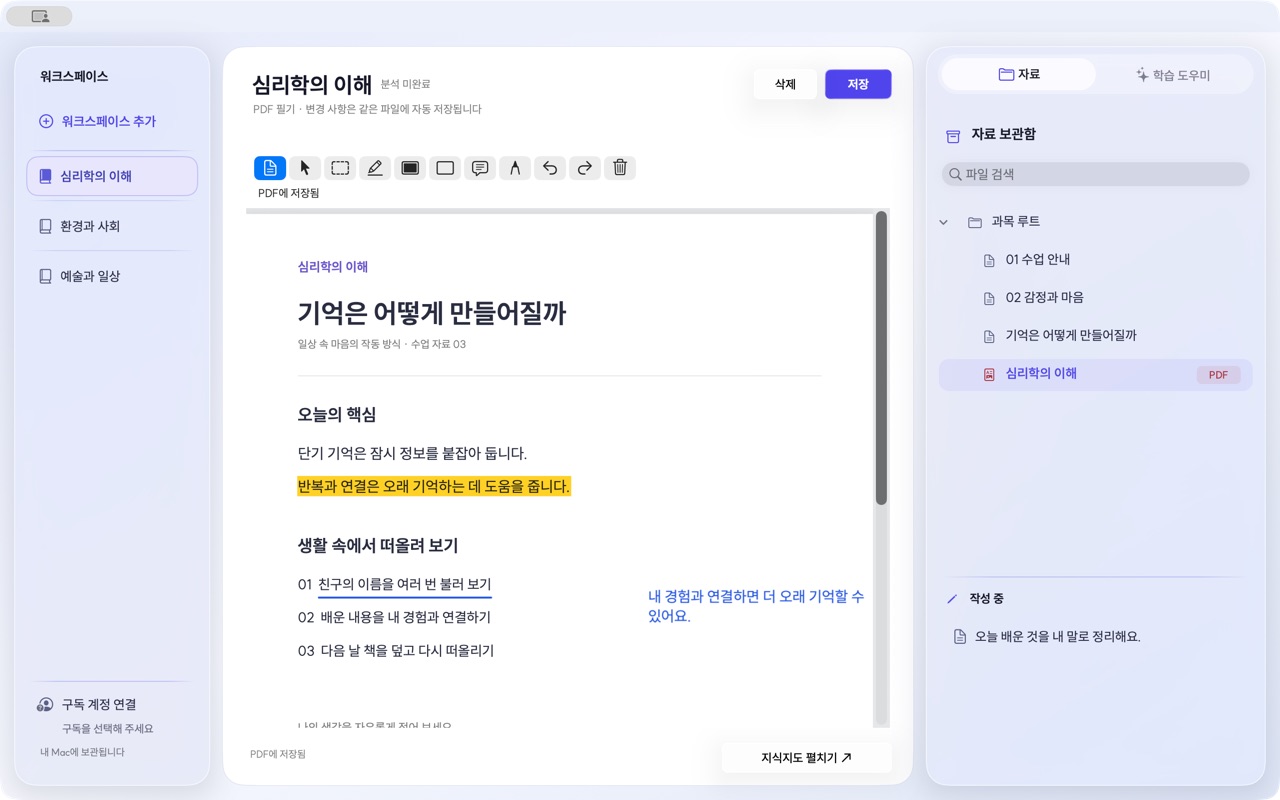 워크스페이스
워크스페이스 추가
심리학의 이해
환경과 사회
예술과 일상
구독 계정 연결
구독을 선택해 주세요
내 Mac에 보관됩니다
심리학의 이해 분석 미완료
PDF 필기 · 변경 사항은 같은 파일에 자동 저장됩니다
삭제
저장
PDF에 저장됨
심리학의 이해
기억은 어떻게 만들어질까
일상 속 마음의 작동 방식 · 수업 자료 03
오늘의 핵심
단기 기억은 잠시 정보를 붙잡아 둡니다.
반복과 연결은 오래 기억하는 데 도움을 줍니다.
생활 속에서 떠올려 보기
01 친구의 이름을 여러 번 불러 보기
02 배운 내용을 내 경험과 연결하기
03 다음 날 책을 덮고 다시 떠올리기
내 경험과 연결하면 더 오래 기억할 수
있어요.
나의 생각을 자유롭게 적어 보세요
PDF에 저장됨
지식지도 펼치기
자료
학습 도우미
자료 보관함
파일 검색
과목 루트
01 수업 안내
02 감정과 마음
기억은 어떻게 만들어질까
심리학의 이해 PDF
작성 중
오늘 배운 것을 내 말로 정리해요.